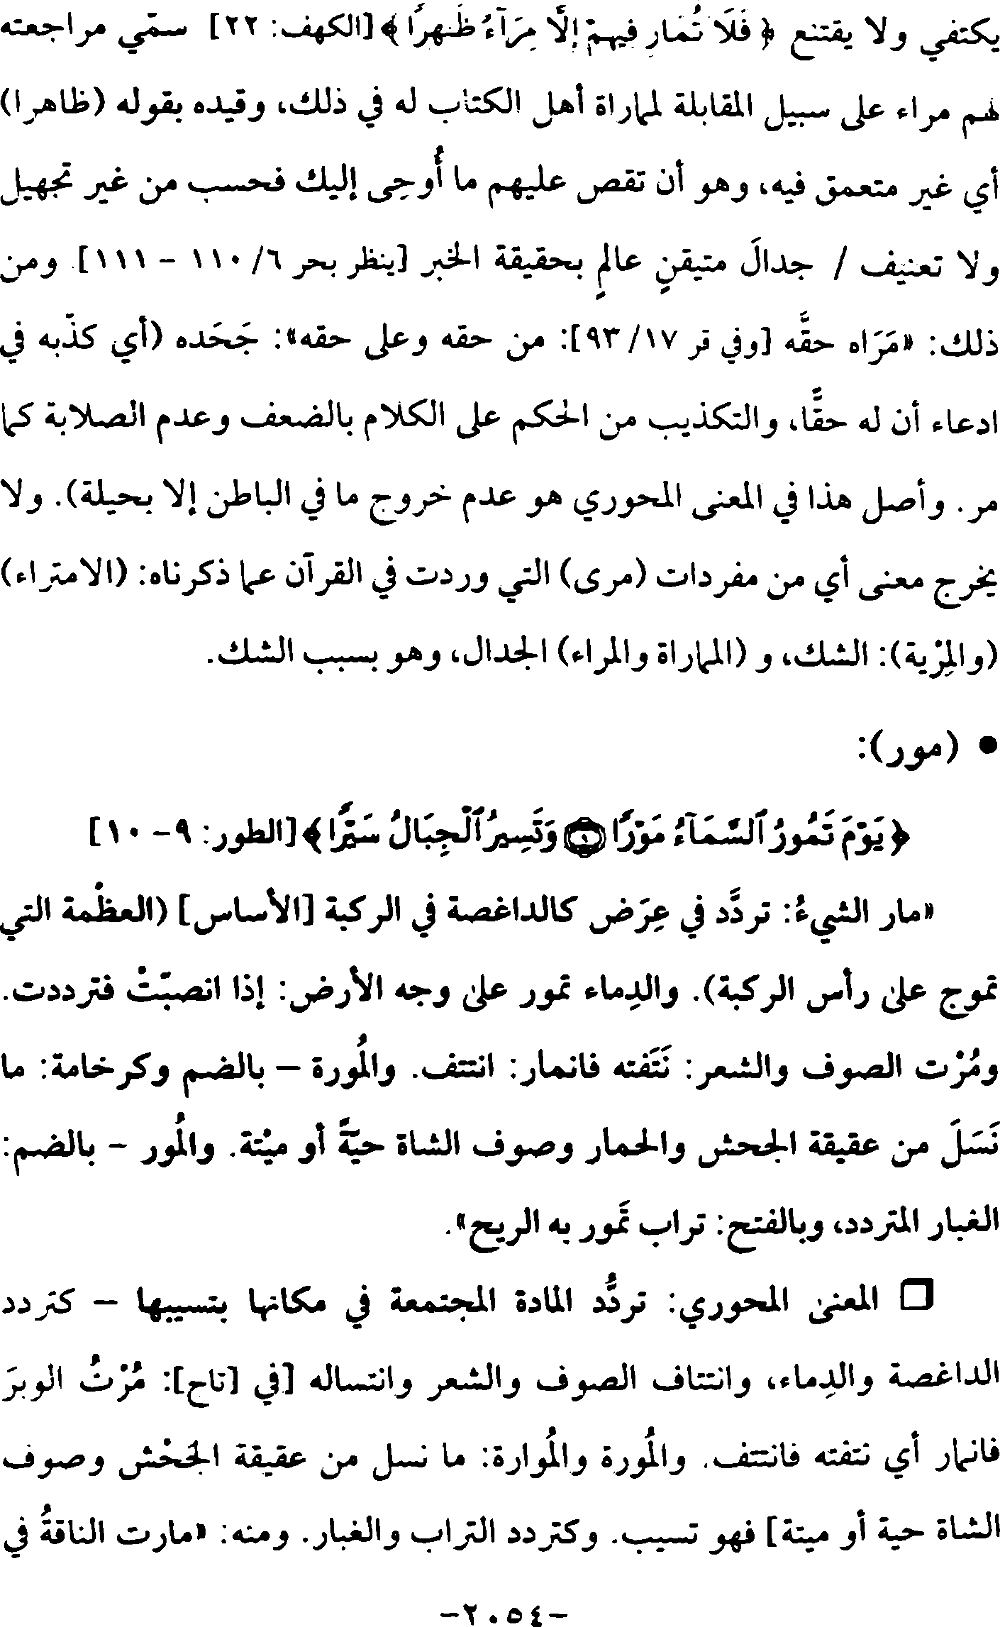 يكتفي ولا يقتنع ﴿ فَلَا تُمَارِ فِيهِمْ إِلَّا مِرَآءً ظَٰهِرًا ﴾ [الكهف: ٢٢] سمّي مراجعته
لهم مراء على سبيل المقابلة لمماراة أهل الكتاب له في ذلك، وقيده بقوله (ظاهرا)
أي غير متعمق فيه، وهو أن تقص عليهم ما أُوحِى إليك فحسب من غير تجهيل
ولا تعنيف / جدالَ متيقنٍ عالمٍ بحقيقة الخبر [ينظر بحر ٦/ ١١٠ – ١١١]. ومن
ذلك: «مَرَاه حقَّه [وفي قر ١٧/ ٩٣]: من حقه وعلى حقه»: جَحَده (أي كذّبه في
ادعاء أن له حقًّا، والتكذيب من الحكم على الكلام بالضعف وعدم الصلابة كما
مر. وأصل هذا في المعنى المحوري هو عدم خروج ما في الباطن إلا بحيلة). ولا
يخرج معنى أي من مفردات (مرى) التي وردت في القرآن عما ذكرناه: (الامتراء)
(والمِرْية): الشك، و (المماراة والمراء) الجدال، وهو بسبب الشك.
• (مور):
﴿ يَوْمَ تَمُورُ ٱلسَّمَآءُ مَوْرًا ۝٩ وَتَسِيرُ ٱلْجِبَالُ سَيْرًا ﴾ [الطور: ٩– ١٠]
«مار الشيءُ: تردَّد في عِرَض كالداغصة في الركبة [الأساس] (العظْمة التي
تموج على رأس الركبة). والدِماء تمور على وجه الأرض: إذا انصبّتْ فترددت.
ومُرْت الصوف والشعر: نَتَفته فانمار: انتتف. والمُورة – بالضم وكرخامة: ما
نَسَلَ من عقيقة الجحش والحمار وصوف الشاة حيّةً أو ميْتة. والمُور – بالضم:
الغبار المتردد، وبالفتح: تراب تَمور به الريح».
❒ المعنى المحوري: تردُّد المادة المجتمعة في مكانها بتسيبها – كتردد
الداغصة والدِماء، وانتتاف الصوف والشعر وانتساله [في [تاج]: مُرْتُ الوبرَ
فانمار أي نتفته فانتتف. والمُورة والمُوارة: ما نسل من عقيقة الجَحْش وصوف
الشاة حية أو ميتة] فهو تسيب. وكتردد التراب والغبار. ومنه: «مارت الناقةُ في
–٢٠٥٤–